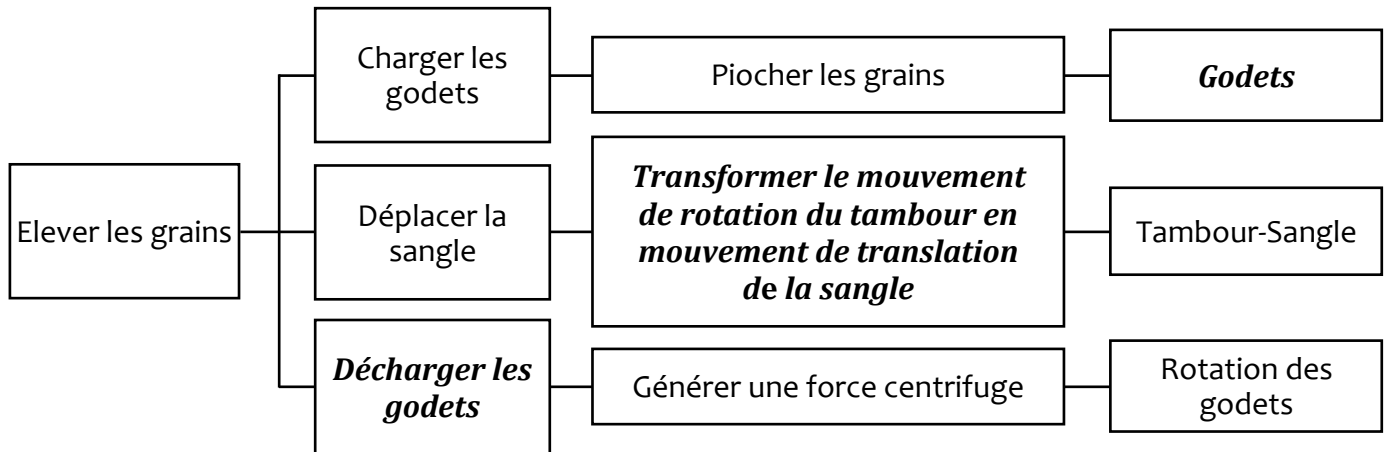 Elever les grains
Charger les
godets
Piocher les grains
Godets
Déplacer la
sangle
Transformer le mouvement
de rotation du tambour en
mouvement de translation
de la sangle
Tambour-Sangle
Décharger les
godets
Générer une force centrifuge
Rotation des
godets